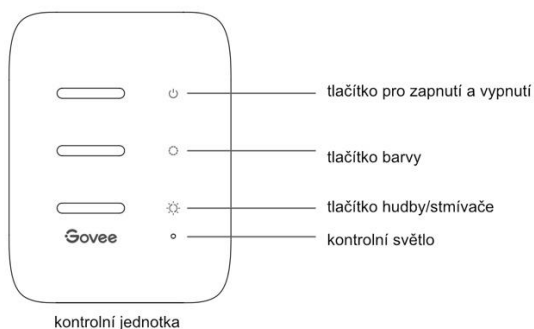 tlačítko pro zapnutí a vypnutí
tlačítko barvy
tlačítko hudby/stmívače
Govee
kontrolní světlo
kontrolní jednotka